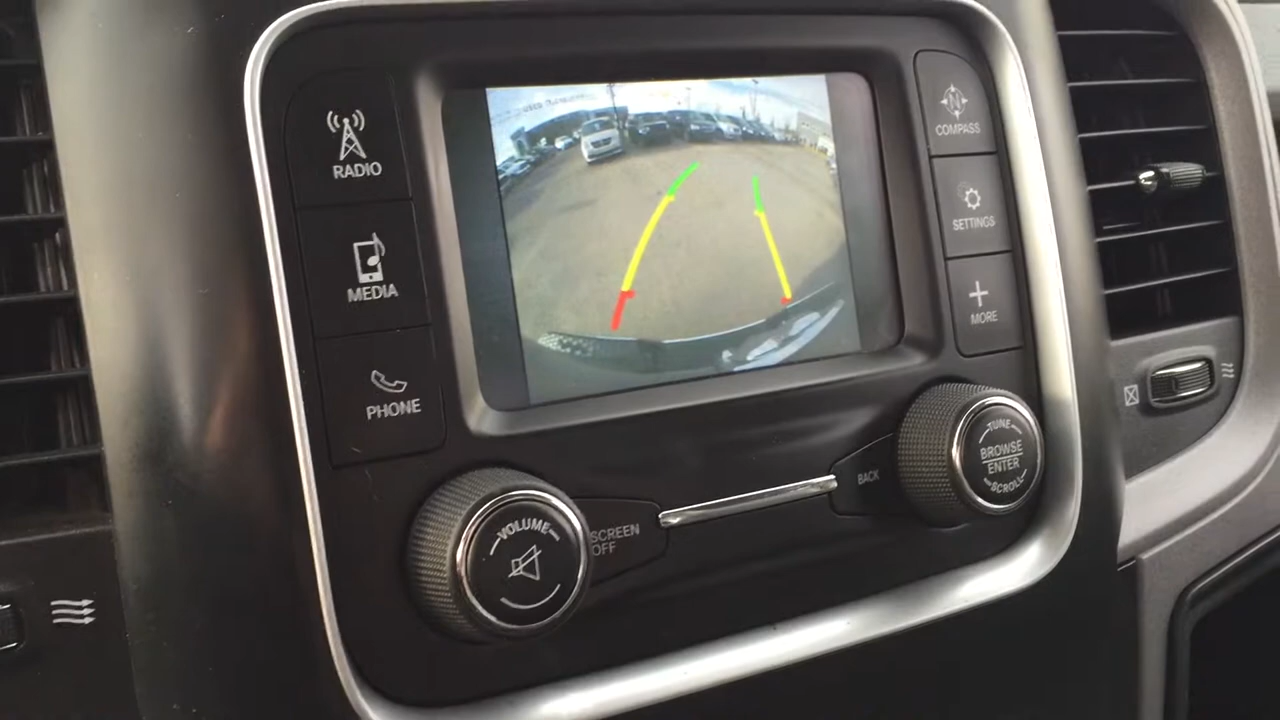 RADIO
MEDIA
PHONE
N
COMPASS
SETTINGS
MORE
VOLUME
SCREEN
OFF
BACK
TUNE
BROWSE
ENTER
SCROLL